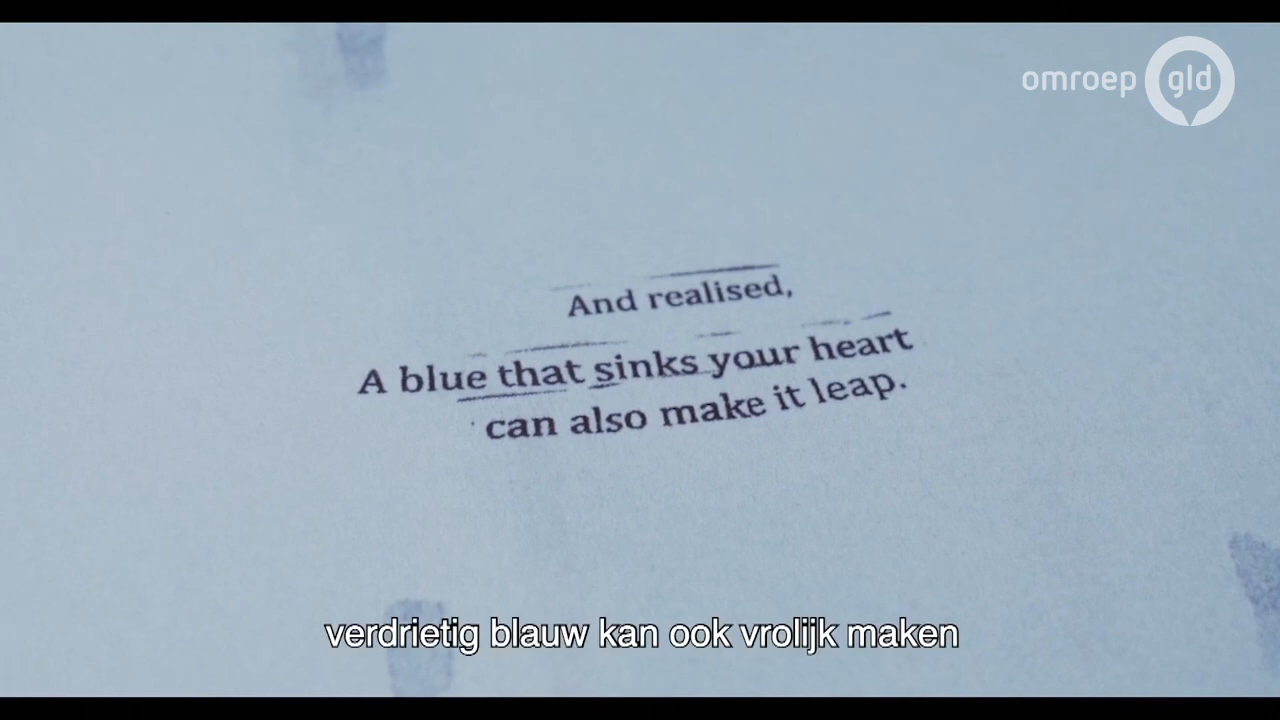 omroep gld
And realised,
A blue that sinks your heart
can also make it leap.
verdrietig blauw kan ook vrolijk maken